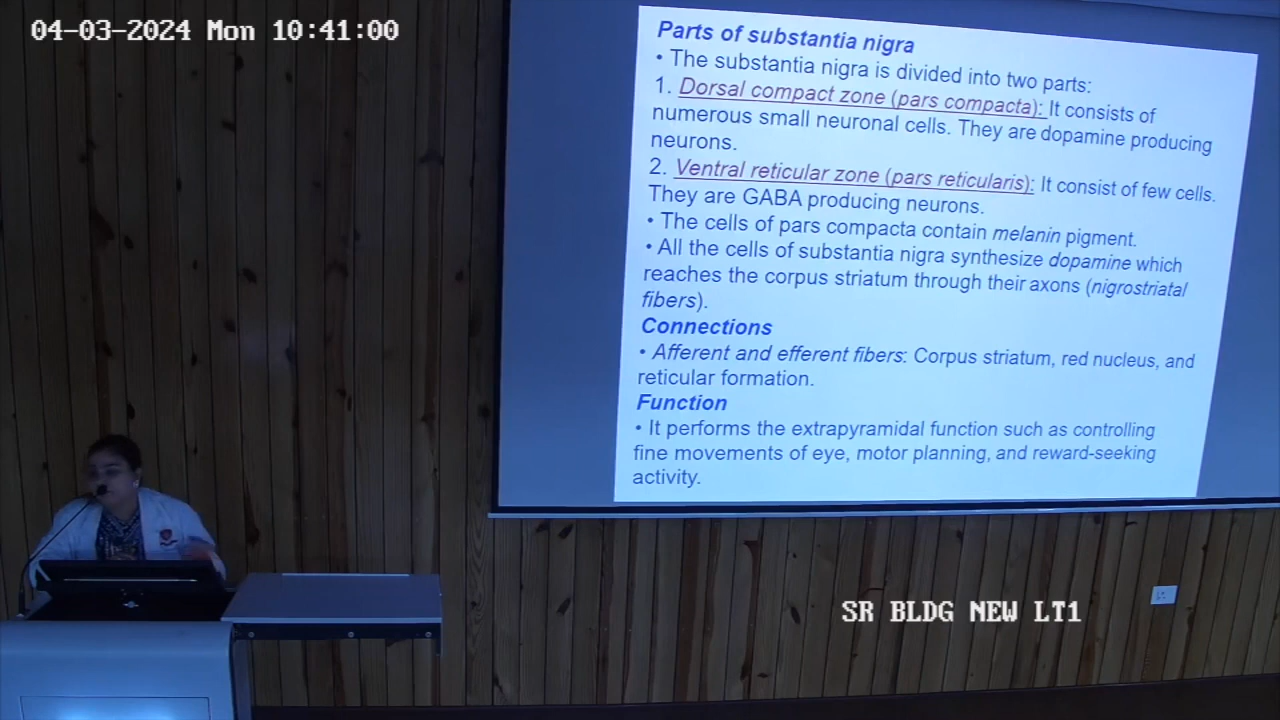 04-03-2024 Mon 10:41:00
Parts of substantia nigra
• The substantia nigra is divided into two parts:
1. Dorsal compact zone (pars compacta): It consists of
numerous small neuronal cells. They are dopamine producing
neurons.
2. Ventral reticular zone (pars reticularis): It consist of few cells.
They are GABA producing neurons.
• The cells of pars compacta contain melanin pigment.
• All the cells of substantia nigra synthesize dopamine which
reaches the corpus striatum through their axons (nigrostriatal
fibers).
Connections
• Afferent and efferent fibers: Corpus striatum, red nucleus, and
reticular formation.
Function
• It performs the extrapyramidal function such as controlling
fine movements of eye, motor planning, and reward-seeking
activity.
SR BLDG NEW LT1